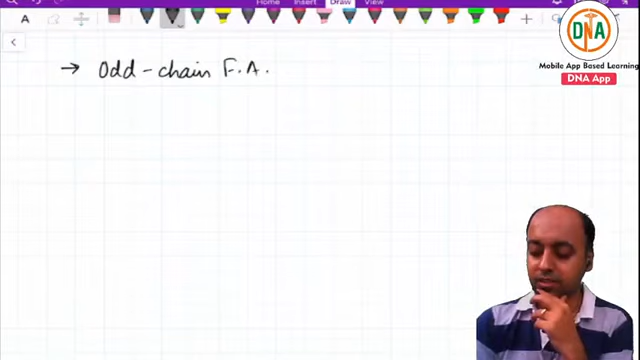 Home Insert Draw View
A
DNA
Mobile App Based Learning
DNA App
→ Odd-chain F.A.